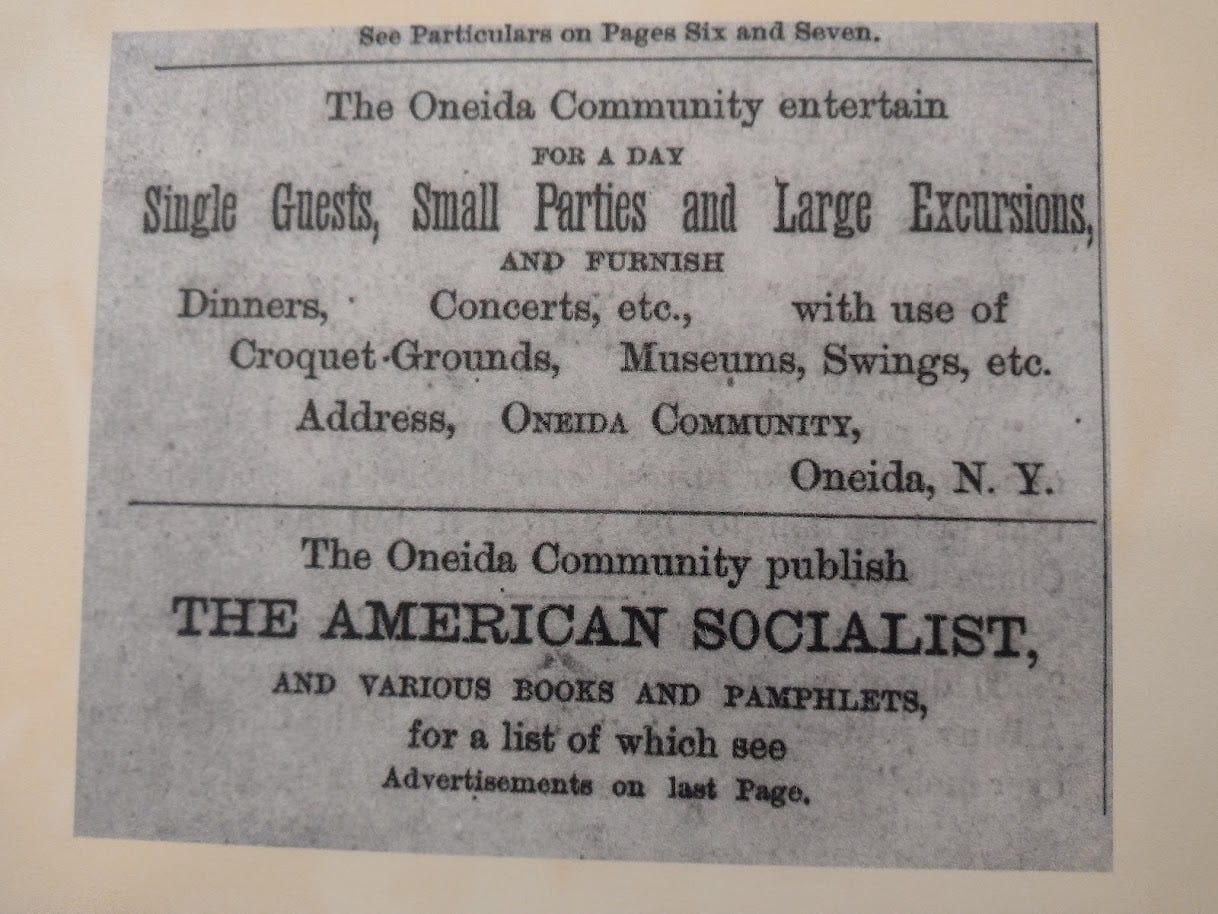 See Particulars on Pages Six and Seven.
The Oneida Community entertain
FOR A DAY
Single Guests, Small Parties and Large Excursions,
AND FURNISH
Dinners, Concerts, etc., with use of
Croquet-Grounds, Museums, Swings, etc.
Address, ONEIDA COMMUNITY,
Oneida, N. Y.
The Oneida Community publish
THE AMERICAN SOCIALIST,
AND VARIOUS BOOKS AND PAMPHLETS,
for a list of which see
Advertisements on last Page.